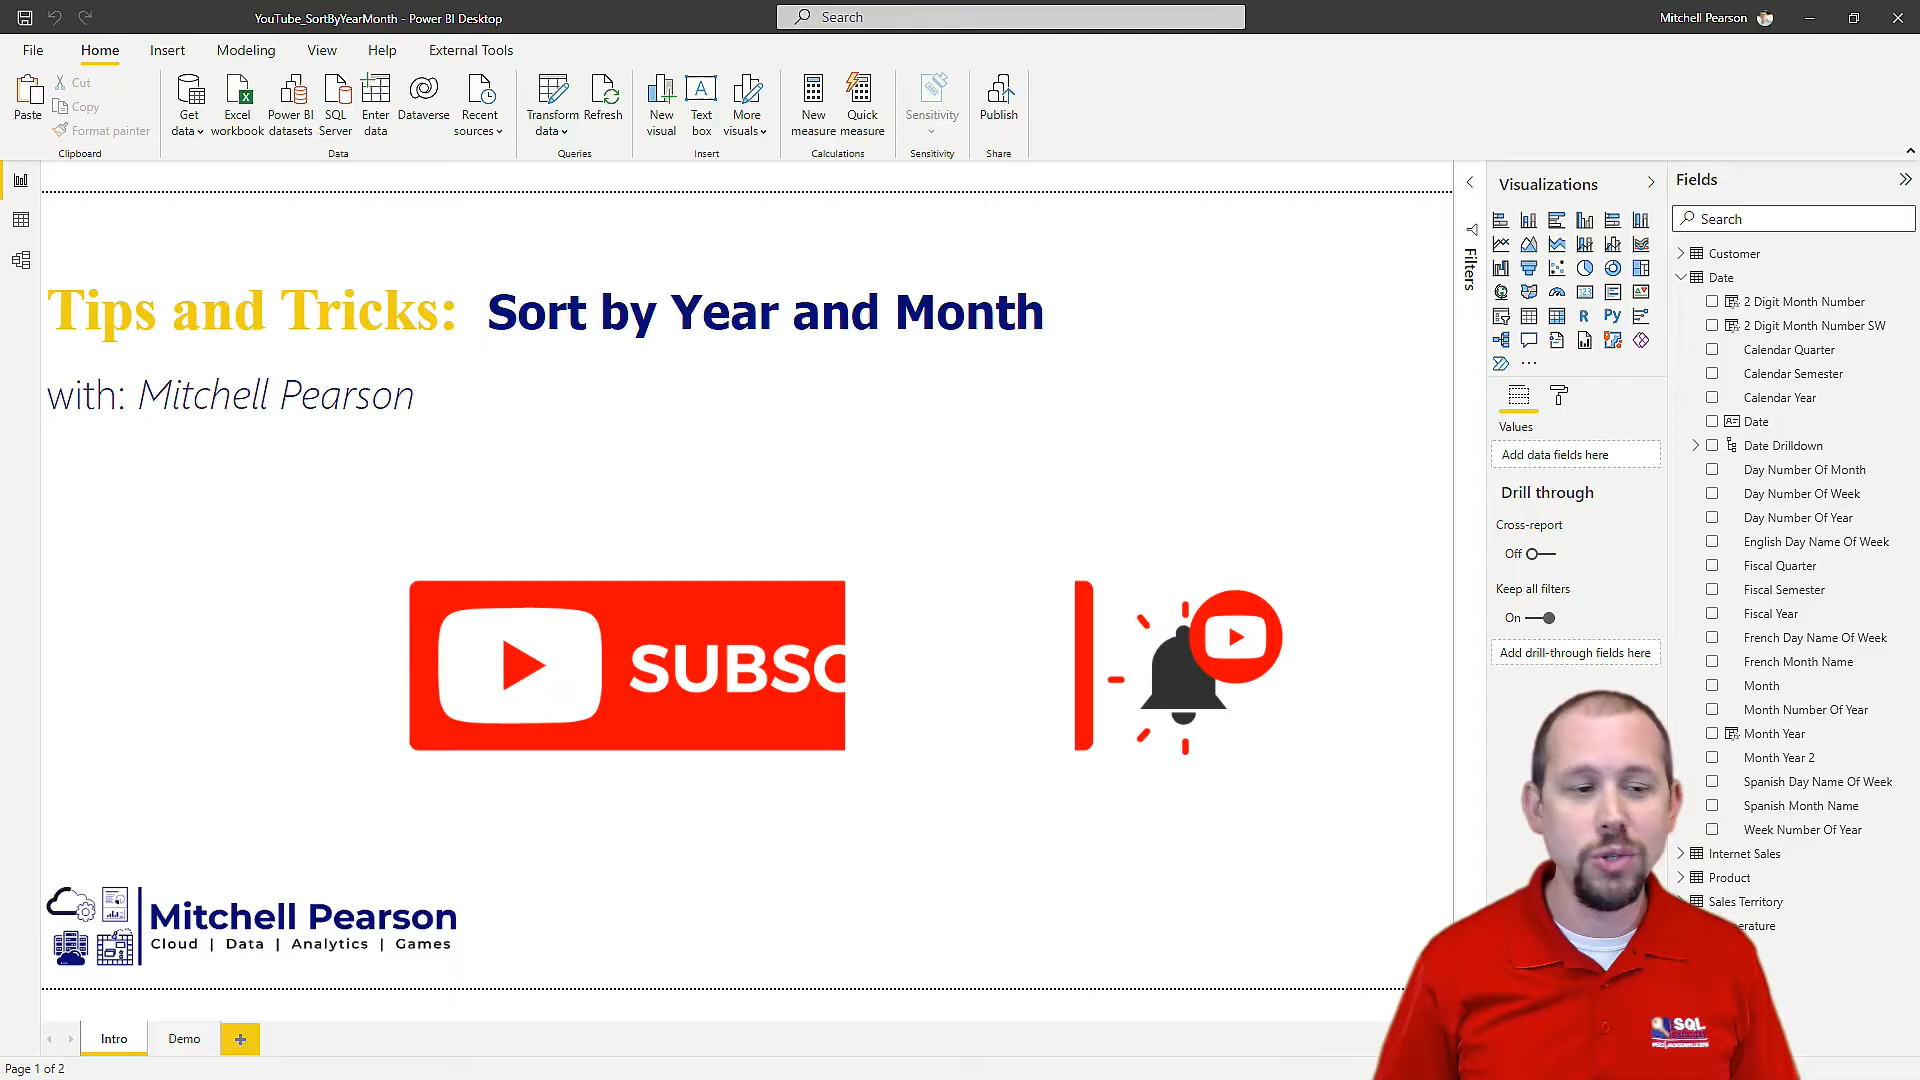 YouTube_SortByYearMonth - Power BI Desktop
Search
Mitchell Pearson
File Home Insert Modeling View Help External Tools
Paste
Cut
Copy
Format painter
Get data
Excel workbook
Power BI datasets
SQL Server
Enter data
Dataverse
Recent sources
Transform data
Refresh
New visual
Text box
More visuals
New measure
Quick measure
Sensitivity
Publish
Clipboard
Data
Queries
Insert
Calculations
Sensitivity
Share
Tips and Tricks: Sort by Year and Month
with: Mitchell Pearson
SUBSC
Mitchell Pearson
Cloud | Data | Analytics | Games
Intro
Demo
Page 1 of 2
Filters
Visualizations
R
Py
123
Values
Add data fields here
Drill through
Cross-report
Off
Keep all filters
On
Add drill-through fields here
Fields
Search
Customer
Date
2 Digit Month Number
2 Digit Month Number SW
Calendar Quarter
Calendar Semester
Calendar Year
Date
Date Drilldown
Day Number Of Month
Day Number Of Week
Day Number Of Year
English Day Name Of Week
Fiscal Quarter
Fiscal Semester
Fiscal Year
French Day Name Of Week
French Month Name
Month
Month Number Of Year
Month Year
Month Year 2
Spanish Day Name Of Week
Spanish Month Name
Week Number Of Year
Internet Sales
Product
Sales Territory
erature
SQL